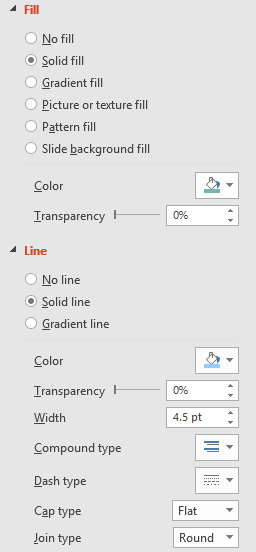 Fill
No fill
Solid fill
Gradient fill
Picture or texture fill
Pattern fill
Slide background fill
Color
Transparency 0%
Line
No line
Solid line
Gradient line
Color
Transparency 0%
Width 4.5 pt
Compound type
Dash type
Cap type Flat
Join type Round